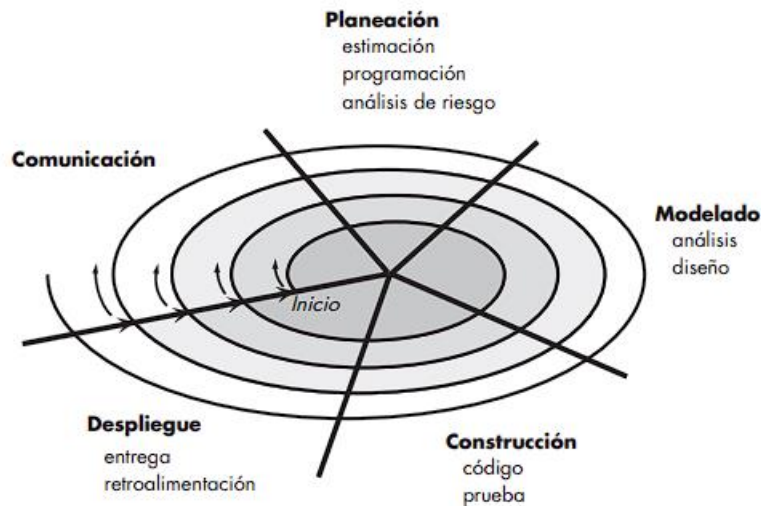 Planeación
estimación
programación
análisis de riesgo
Comunicación
Modelado
análisis
diseño
Inicio
Despliegue
entrega
retroalimentación
Construcción
código
prueba